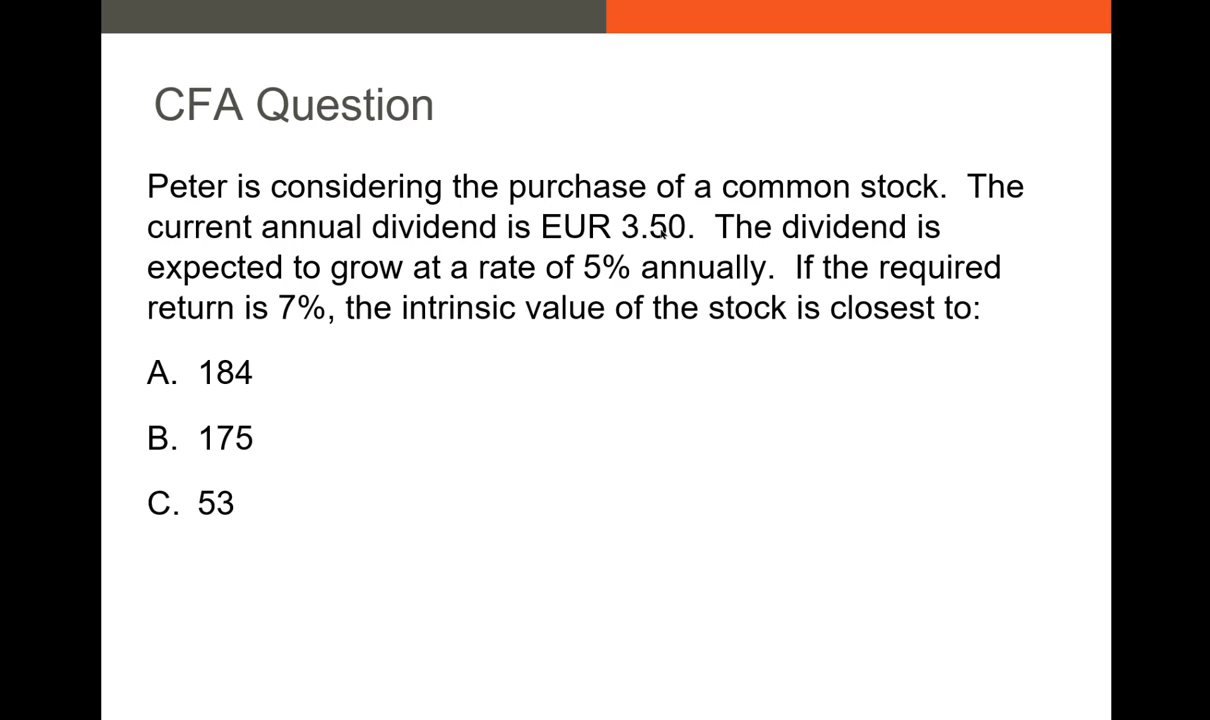 CFA Question
Peter is considering the purchase of a common stock.  The
current annual dividend is EUR 3.50.  The dividend is
expected to grow at a rate of 5% annually.  If the required
return is 7%, the intrinsic value of the stock is closest to:
A.  184
B.  175
C.  53